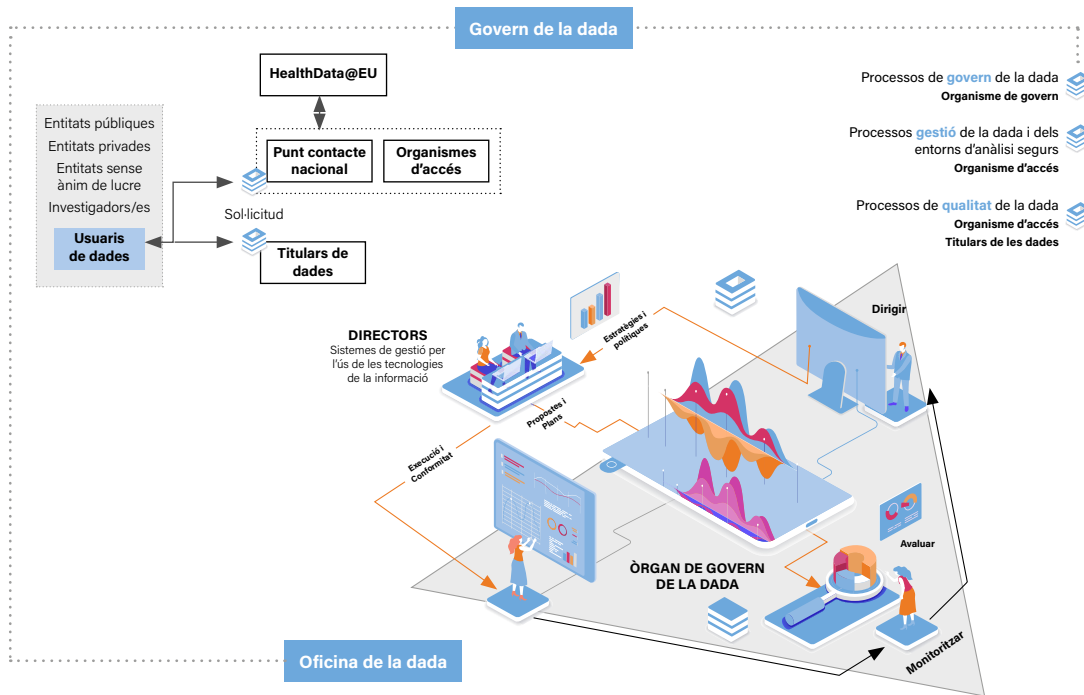 Govern de la dada
HealthData@EU
Entitats públiques
Entitats privades
Entitats sense
ànim de lucre
Investigadors/es
Usuaris
de dades
Punt contacte
nacional
Organismes
d'accés
Sol·licitud
Titulars de
dades
Processos de govern de la dada
Organisme de govern
Processos gestió de la dada i dels
entorns d'anàlisi segurs
Organisme d'accés
Processos de qualitat de la dada
Organisme d'accés
Titulars de les dades
DIRECTORS
Sistemes de gestió per
l'ús de les tecnologies
de la informació
Estratègies i
polítiques
Dirigir
Propostes i
Plans
Execució i
Conformitat
Avaluar
ÒRGAN DE GOVERN
DE LA DADA
Monitoritzar
Oficina de la dada